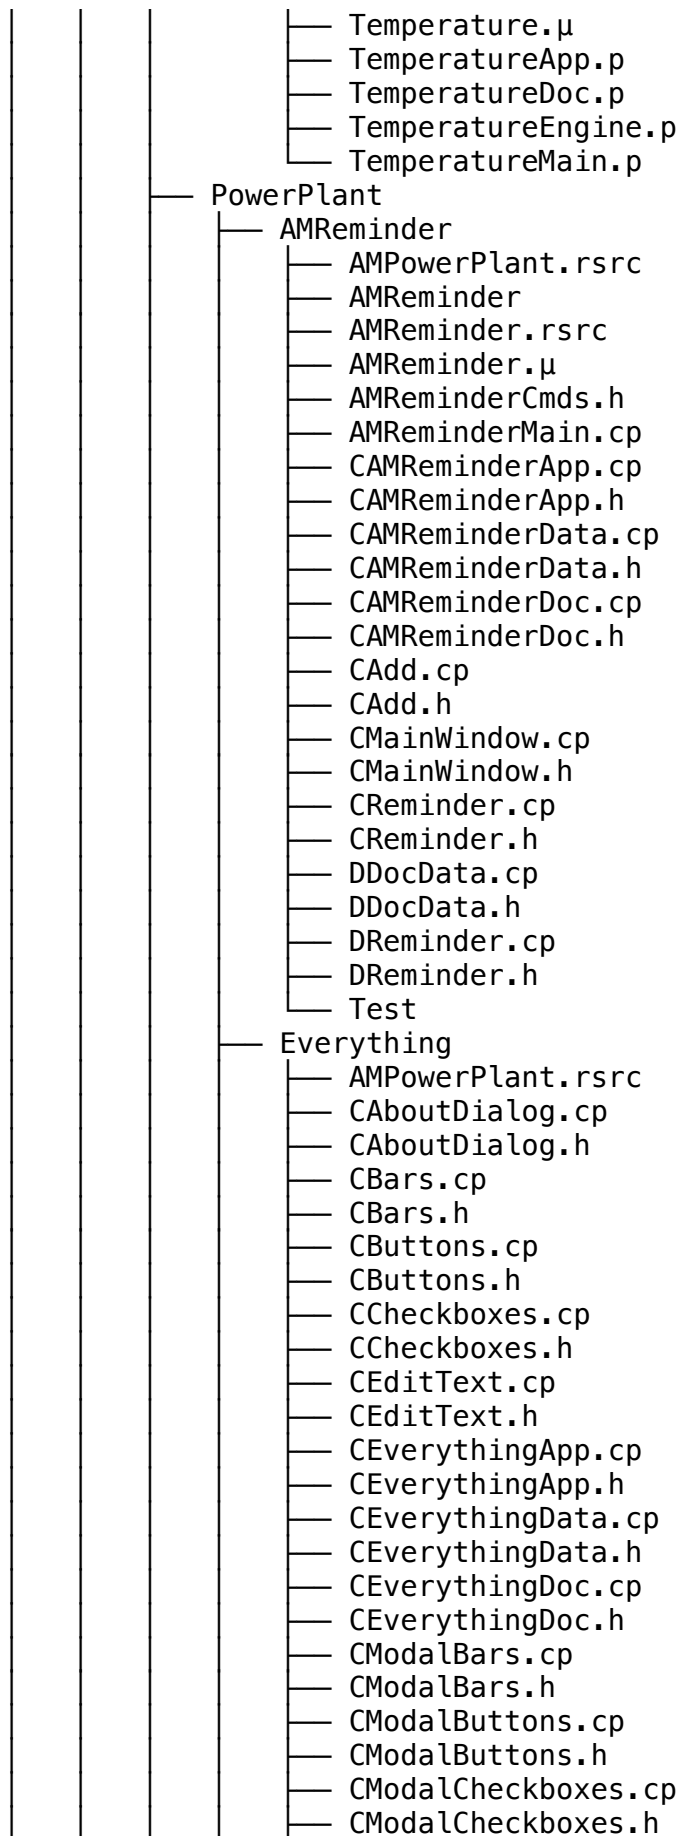 │   │   │       ├── Temperature.µ
│   │   │       ├── TemperatureApp.p
│   │   │       ├── TemperatureDoc.p
│   │   │       ├── TemperatureEngine.p
│   │   │       └── TemperatureMain.p
│   │   ├── PowerPlant
│   │   │   ├── AMReminder
│   │   │   │   ├── AMPowerPlant.rsrc
│   │   │   │   ├── AMReminder
│   │   │   │   ├── AMReminder.rsrc
│   │   │   │   ├── AMReminder.µ
│   │   │   │   ├── AMReminderCmds.h
│   │   │   │   ├── AMReminderMain.cp
│   │   │   │   ├── CAMReminderApp.cp
│   │   │   │   ├── CAMReminderApp.h
│   │   │   │   ├── CAMReminderData.cp
│   │   │   │   ├── CAMReminderData.h
│   │   │   │   ├── CAMReminderDoc.cp
│   │   │   │   ├── CAMReminderDoc.h
│   │   │   │   ├── CAdd.cp
│   │   │   │   ├── CAdd.h
│   │   │   │   ├── CMainWindow.cp
│   │   │   │   ├── CMainWindow.h
│   │   │   │   ├── CReminder.cp
│   │   │   │   ├── CReminder.h
│   │   │   │   ├── DDocData.cp
│   │   │   │   ├── DDocData.h
│   │   │   │   ├── DReminder.cp
│   │   │   │   ├── DReminder.h
│   │   │   │   └── Test
│   │   │   ├── Everything
│   │   │   │   ├── AMPowerPlant.rsrc
│   │   │   │   ├── CAboutDialog.cp
│   │   │   │   ├── CAboutDialog.h
│   │   │   │   ├── CBars.cp
│   │   │   │   ├── CBars.h
│   │   │   │   ├── CButtons.cp
│   │   │   │   ├── CButtons.h
│   │   │   │   ├── CCheckboxes.cp
│   │   │   │   ├── CCheckboxes.h
│   │   │   │   ├── CEditText.cp
│   │   │   │   ├── CEditText.h
│   │   │   │   ├── CEverythingApp.cp
│   │   │   │   ├── CEverythingApp.h
│   │   │   │   ├── CEverythingData.cp
│   │   │   │   ├── CEverythingData.h
│   │   │   │   ├── CEverythingDoc.cp
│   │   │   │   ├── CEverythingDoc.h
│   │   │   │   ├── CModalBars.cp
│   │   │   │   ├── CModalBars.h
│   │   │   │   ├── CModalButtons.cp
│   │   │   │   ├── CModalButtons.h
│   │   │   │   ├── CModalCheckboxes.cp
│   │   │   │   ├── CModalCheckboxes.h